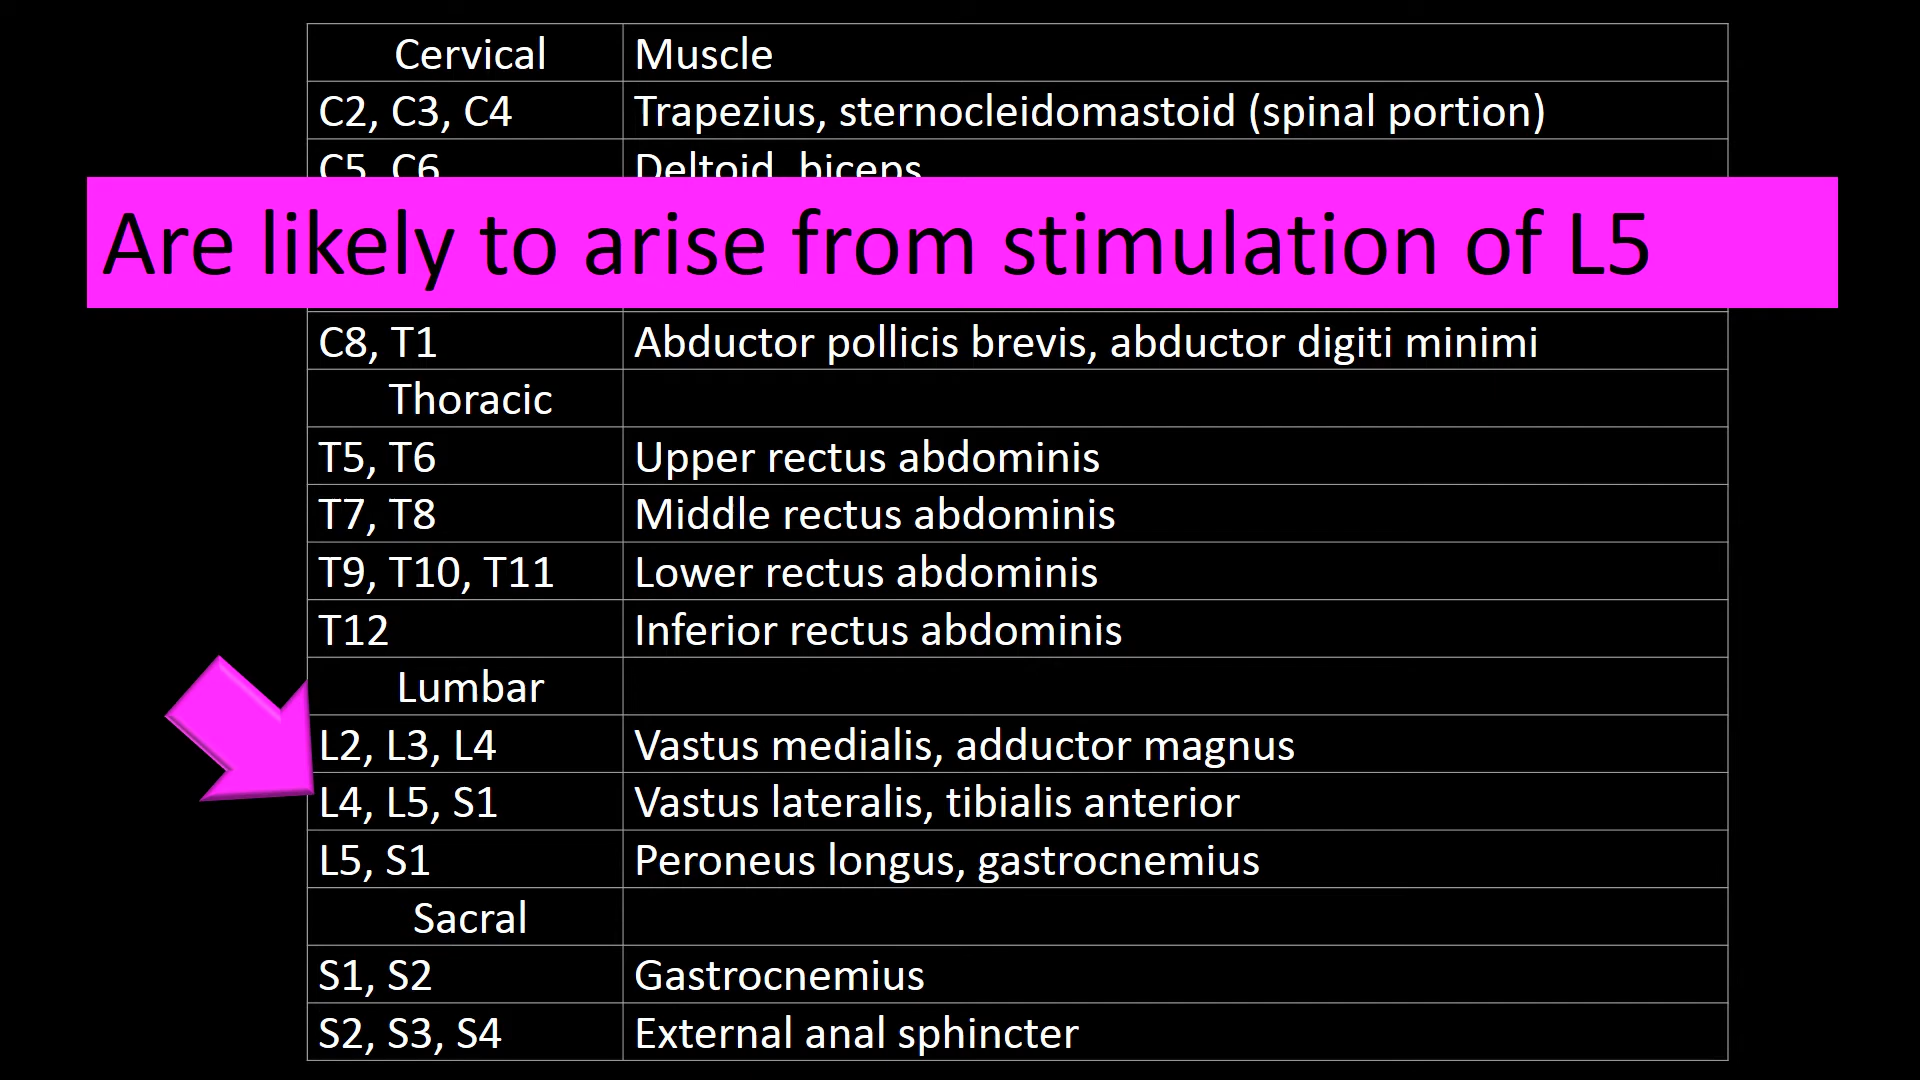 Cervical Muscle
C2, C3, C4 Trapezius, sternocleidomastoid (spinal portion)
C5, C6 Deltoid, biceps
Are likely to arise from stimulation of L5
C8, T1 Abductor pollicis brevis, abductor digiti minimi
Thoracic
T5, T6 Upper rectus abdominis
T7, T8 Middle rectus abdominis
T9, T10, T11 Lower rectus abdominis
T12 Inferior rectus abdominis
Lumbar
L2, L3, L4 Vastus medialis, adductor magnus
L4, L5, S1 Vastus lateralis, tibialis anterior
L5, S1 Peroneus longus, gastrocnemius
Sacral
S1, S2 Gastrocnemius
S2, S3, S4 External anal sphincter